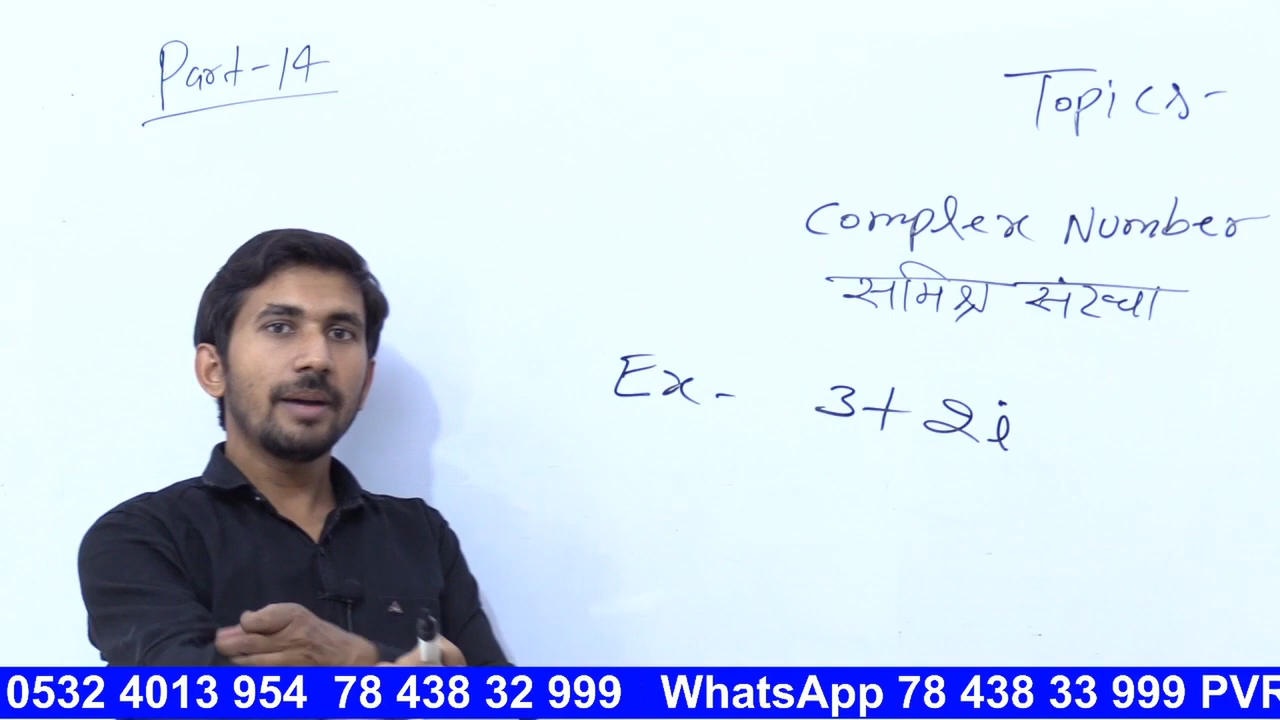 Part-14
Topics-
Complex Number
समिश्र संख्या
Ex- 3+2i
0532 4013 954 78 438 32 999 WhatsApp 78 438 33 999 PVR